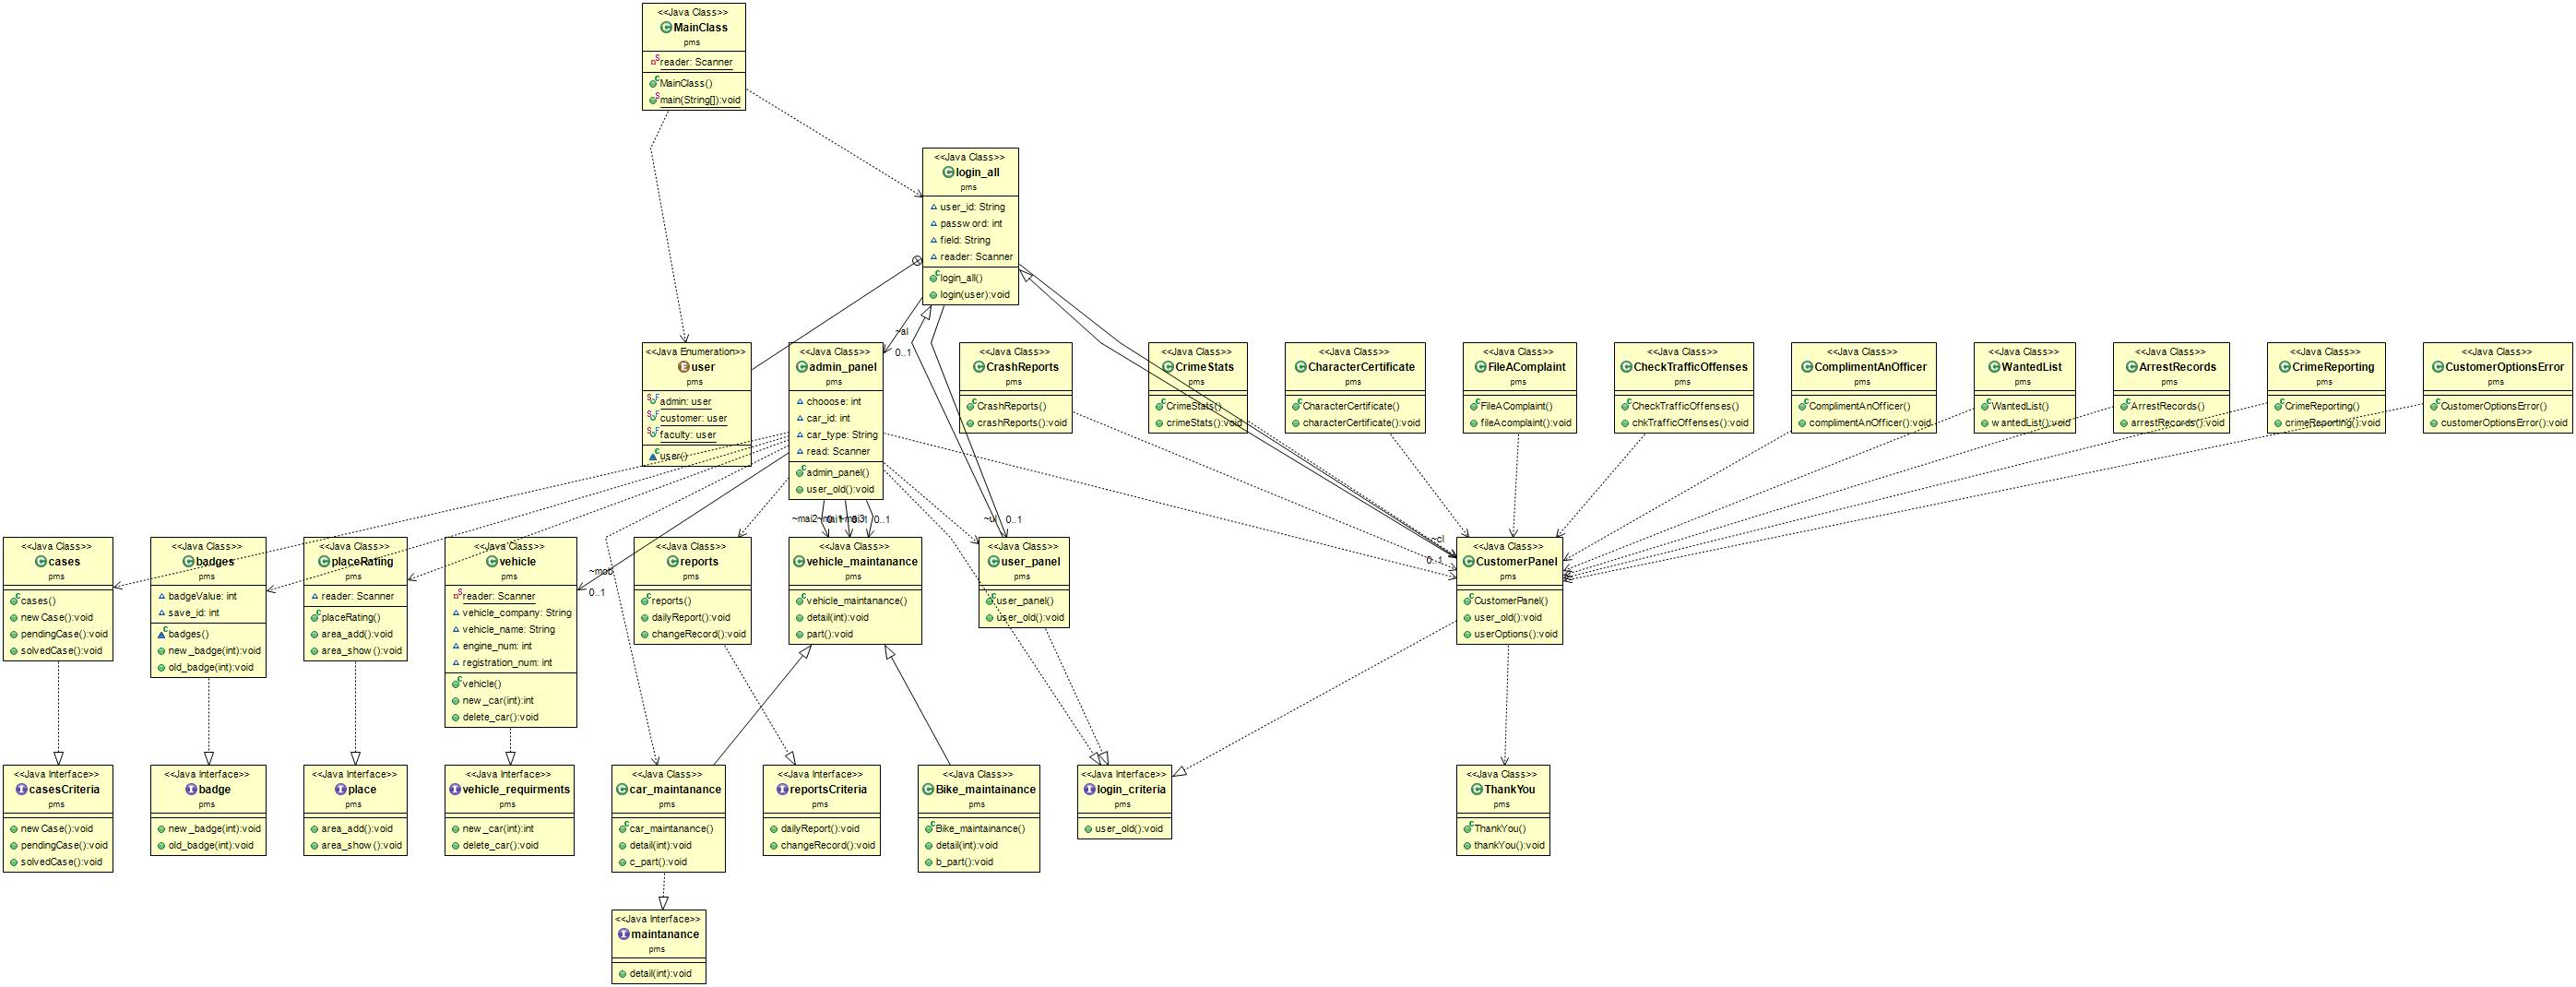 <<Java Class>>
MainClass
pms
reader: Scanner
MainClass()
main(String[]):void
<<Java Class>>
login_all
pms
user_id: String
password: int
field: String
reader: Scanner
login_all()
login(user):void
~al
0..1
<<Java Enumeration>>
user
pms
admin: user
customer: user
faculty: user
user()
<<Java Class>>
admin_panel
pms
chooose: int
car_id: int
car_type: String
read: Scanner
admin_panel()
user_old():void
<<Java Class>>
CrashReports
pms
CrashReports()
crashReports():void
<<Java Class>>
CrimeStats
pms
CrimeStats()
crimeStats():void
<<Java Class>>
CharacterCertificate
pms
CharacterCertificate()
characterCertificate():void
<<Java Class>>
FileAComplaint
pms
FileAComplaint()
fileAcomplaint():void
<<Java Class>>
CheckTrafficOffenses
pms
CheckTrafficOffenses()
chkTrafficOffenses():void
<<Java Class>>
ComplimentAnOfficer
pms
ComplimentAnOfficer()
complimentAnOfficer():void
<<Java Class>>
WantedList
pms
WantedList()
wantedList():void
<<Java Class>>
ArrestRecords
pms
ArrestRecords()
arrestRecords():void
<<Java Class>>
CrimeReporting
pms
CrimeReporting()
crimeReporting():void
<<Java Class>>
CustomerOptionsError
pms
CustomerOptionsError()
customerOptionsError():void
~mai2
0..1
~mai1
0..1
~mai3
0..1
~ul
0..1
~cl
0..1
~mob
0..1
<<Java Class>>
cases
pms
cases()
newCase():void
pendingCase():void
solvedCase():void
<<Java Class>>
badges
pms
badgeValue: int
save_id: int
badges()
new_badge(int):void
old_badge(int):void
<<Java Class>>
placeRating
pms
reader: Scanner
placeRating()
area_add():void
area_show():void
<<Java Class>>
vehicle
pms
reader: Scanner
vehicle_company: String
vehicle_name: String
engine_num: int
registration_num: int
vehicle()
new_car(int):int
delete_car():void
<<Java Class>>
reports
pms
reports()
dailyReport():void
changeRecord():void
<<Java Class>>
vehicle_maintanance
pms
vehicle_maintanance()
detail(int):void
part():void
<<Java Class>>
user_panel
pms
user_panel()
user_old():void
<<Java Class>>
CustomerPanel
pms
CustomerPanel()
user_old():void
userOptions():void
<<Java Interface>>
casesCriteria
pms
newCase():void
pendingCase():void
solvedCase():void
<<Java Interface>>
badge
pms
new_badge(int):void
old_badge(int):void
<<Java Interface>>
place
pms
area_add():void
area_show():void
<<Java Interface>>
vehicle_requirments
pms
new_car(int):int
delete_car():void
<<Java Class>>
car_maintanance
pms
car_maintanance()
detail(int):void
c_part():void
<<Java Interface>>
reportsCriteria
pms
dailyReport():void
changeRecord():void
<<Java Class>>
Bike_maintainance
pms
Bike_maintainance()
detail(int):void
b_part():void
<<Java Interface>>
login_criteria
pms
user_old():void
<<Java Class>>
ThankYou
pms
ThankYou()
thankYou():void
<<Java Interface>>
maintanance
pms
detail(int):void